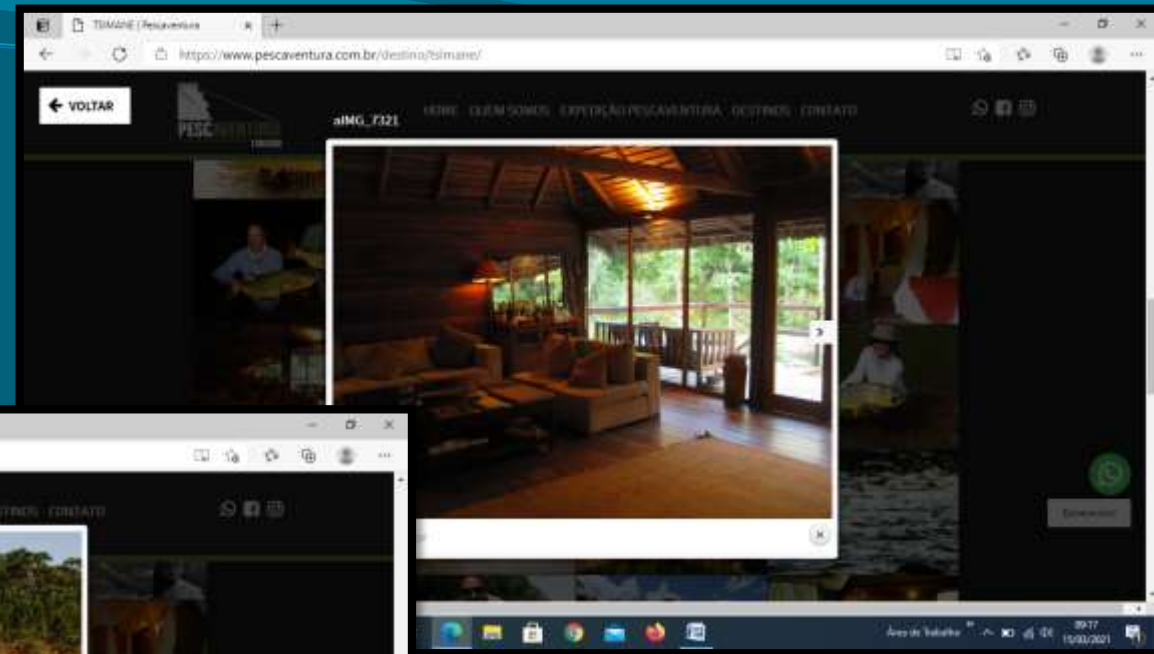 TSIMANE | Pescaventura
https://www.pescaventura.com.br/destino/tsimane/
VOLTAR
PESCAVENTURA
HOME QUEM SOMOS EXPEDIÇÃO PESCAVENTURA DESTINOS CONTATO
aIMG_7321
DESTINOS CONTATO
Área de Trabalho
15/03/2021